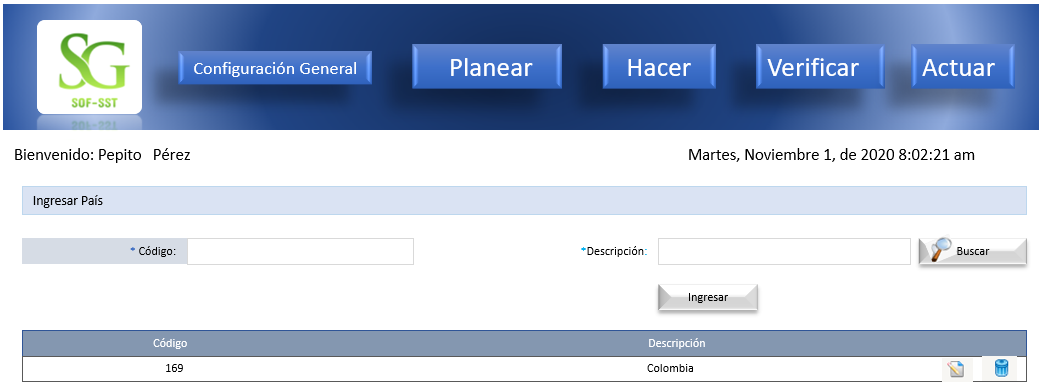 SG
SOF-SST
Configuración General
Planear
Hacer
Verificar
Actuar
Bienvenido: Pepito Pérez
Martes, Noviembre 1, de 2020 8:02:21 am
Ingresar País
* Código:
*Descripción:
Buscar
Ingresar
Código Descripción
169 Colombia